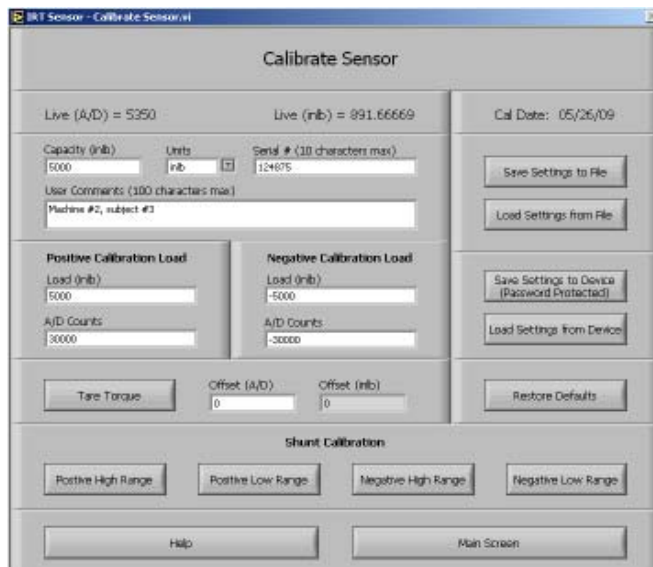 IRT Sensor - Calibrate Sensor.vi
Calibrate Sensor
Live (A/D) = 5350
Live (inlb) = 891.66669
Cal Date: 05/26/09
Capacity (inlb)
Units
Serial # (10 characters max)
5000
inlb
124875
User Comments (100 characters max)
Machine #2, subject #3
Save Settings to File
Load Settings from File
Positive Calibration Load
Load (inlb)
5000
A/D Counts
30000
Negative Calibration Load
Load (inlb)
-5000
A/D Counts
-30000
Save Settings to Device
(Password Protected)
Load Settings from Device
Tare Torque
Offset (A/D)
0
Offset (inlb)
0
Restore Defaults
Shunt Calibration
Postive High Range
Postive Low Range
Negative High Range
Negative Low Range
Help
Main Screen